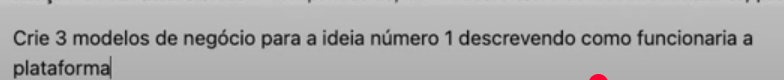 Crie 3 modelos de negócio para a ideia número 1 descrevendo como funcionaria a
plataforma